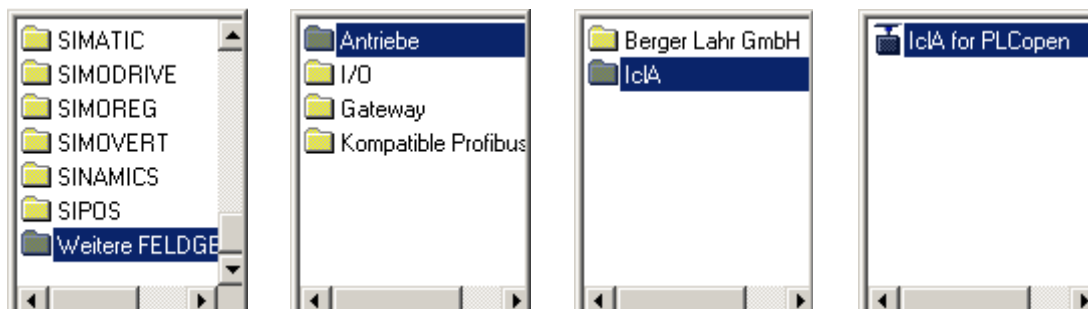 SIMATIC
SIMODRIVE
SIMOREG
SIMOVERT
SINAMICS
SIPOS
Weitere FELDGE
Antriebe
I/O
Gateway
Kompatible Profibus
Berger Lahr GmbH
IclA
IclA for PLCopen